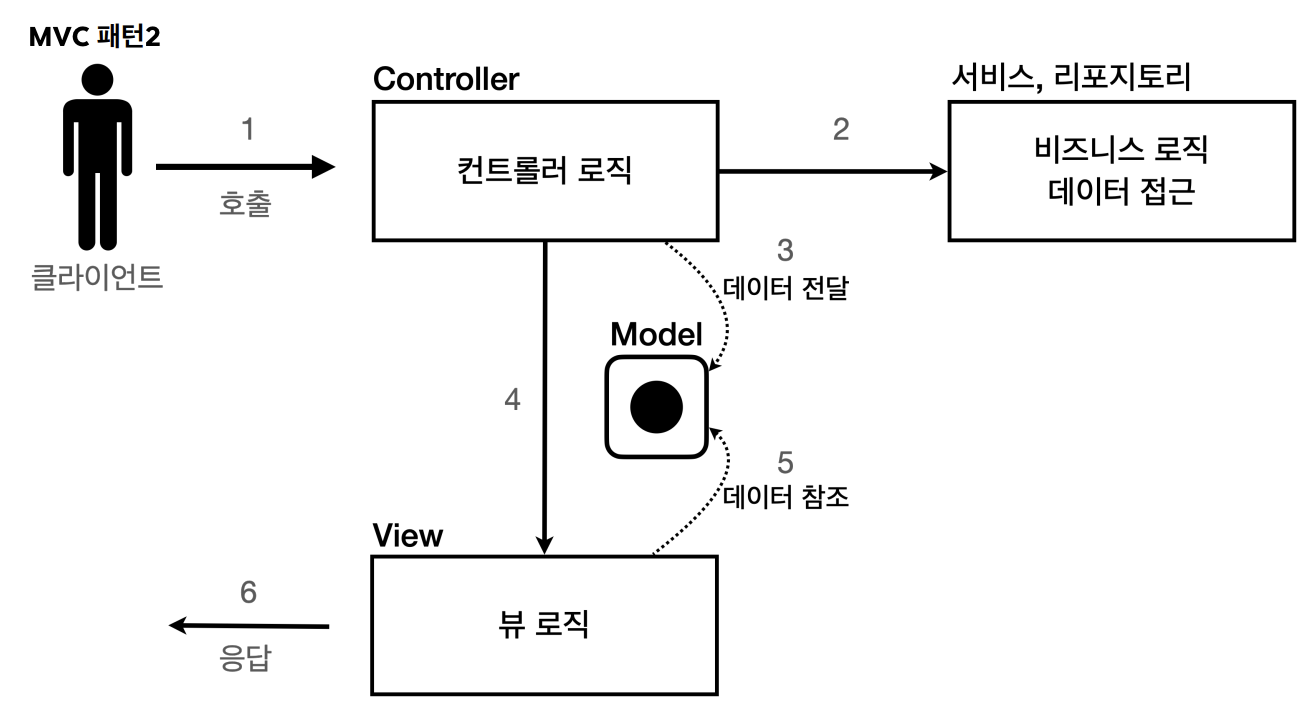 MVC 패턴2
Controller
서비스, 리포지토리
1
호출
컨트롤러 로직
2
비즈니스 로직
데이터 접근
클라이언트
3
데이터 전달
Model
4
5
데이터 참조
View
6
응답
뷰 로직